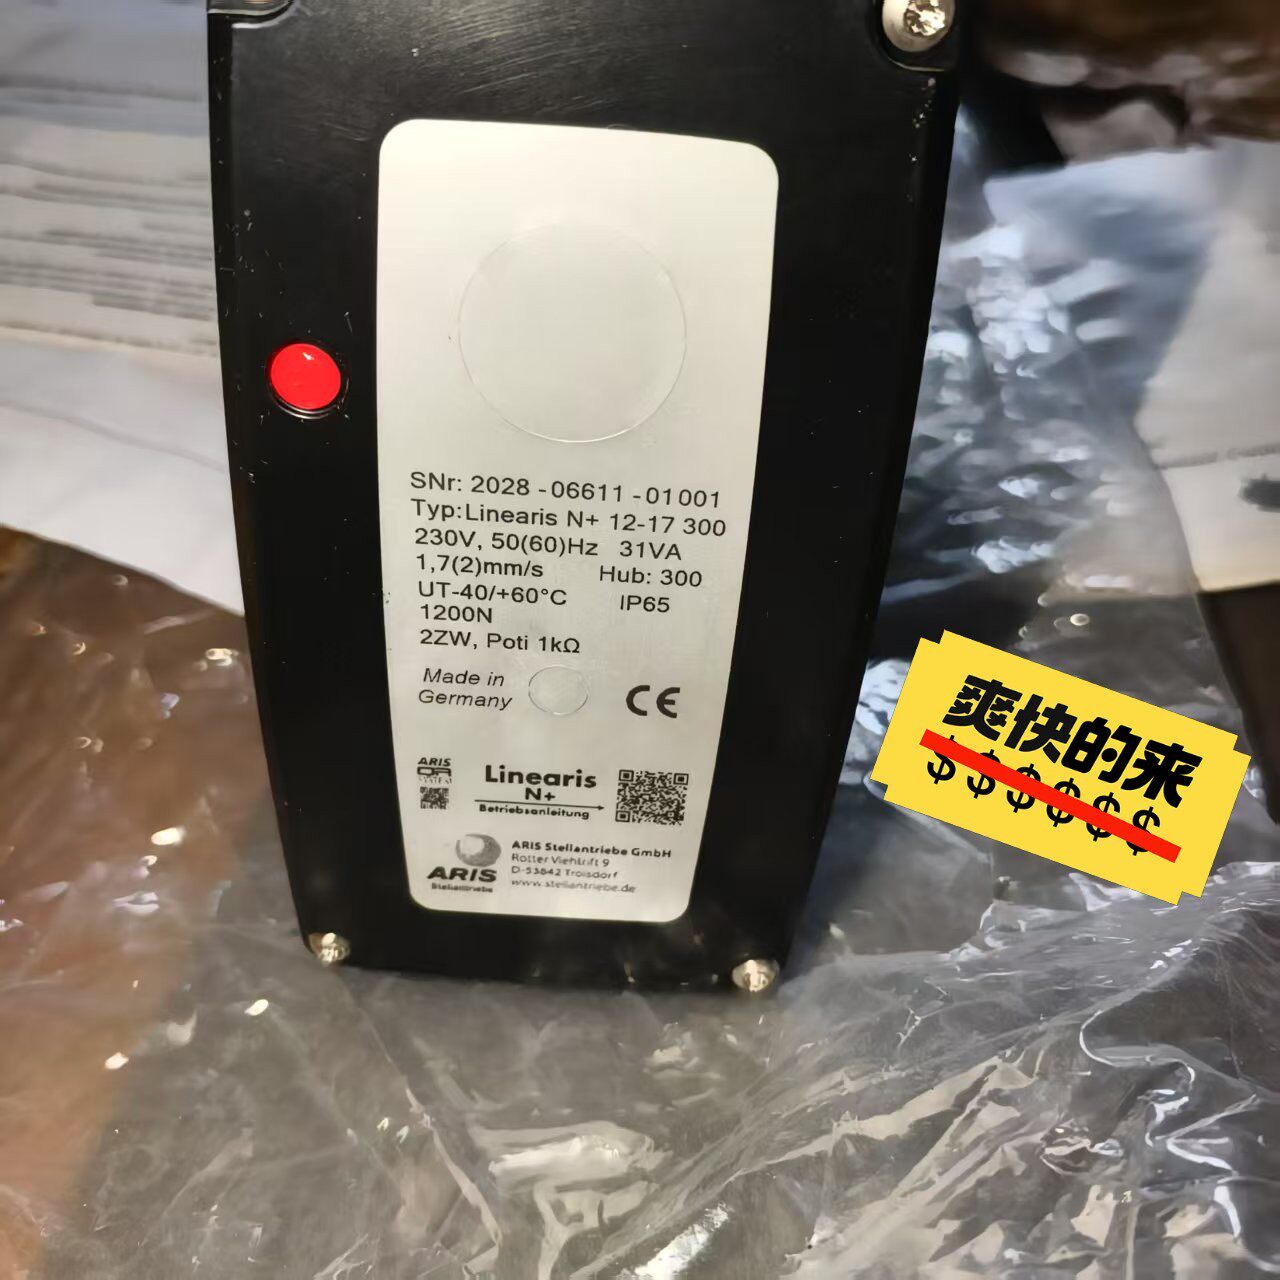 SNr: 2028 -06611 -01001
Typ:Linearis N+ 12-17 300
230V, 50(60)Hz 31VA
1,7(2)mm/s Hub: 300
UT-40/+60°C IP65
1200N
2ZW, Poti 1kΩ
Made in
Germany
CE
ARIS
QR
SYSTEM
Linearis
N+
Betriebsanleitung
ARIS
Stellantriebe
ARIS Stellantriebe GmbH
Rotter Viehtrift 9
D-53842 Troisdorf
www.stellantriebe.de
爽快的来
$$$$$$